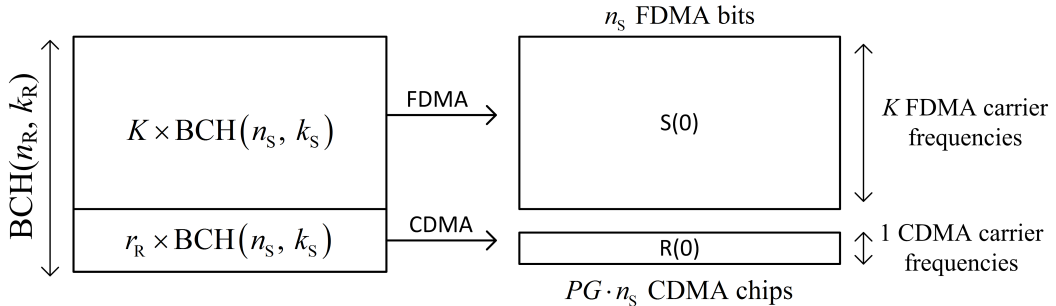 n_S FDMA bits
BCH(n_R, k_R)
K × BCH(n_S, k_S)
FDMA
S(0)
K FDMA carrier
frequencies
r_R × BCH(n_S, k_S)
CDMA
R(0)
1 CDMA carrier
frequencies
PG · n_S CDMA chips